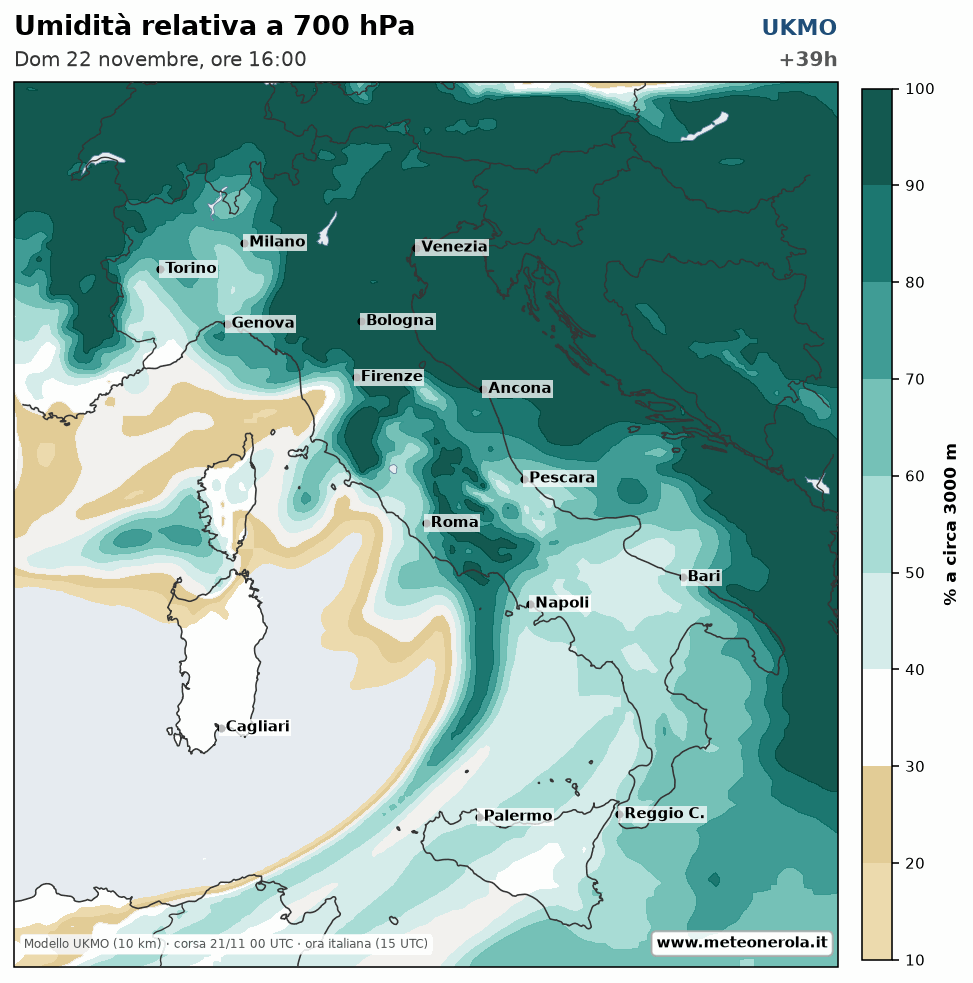 Umidità relativa a 700 hPa
UKMO
Dom 22 novembre, ore 16:00
+39h
100
90
80
70
60
50
40
30
20
10
% a circa 3000 m
Milano
Venezia
Torino
Genova
Bologna
Firenze
Ancona
Pescara
Roma
Bari
Napoli
Cagliari
Palermo
Reggio C.
Modello UKMO (10 km) · corsa 21/11 00 UTC · ora italiana (15 UTC)
www.meteonerola.it